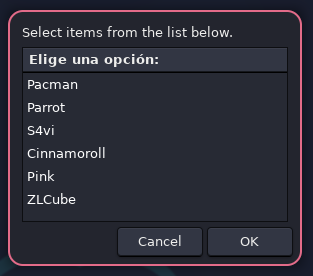 Select items from the list below.
Elige una opción:
Pacman
Parrot
S4vi
Cinnamoroll
Pink
ZLCube
Cancel
OK